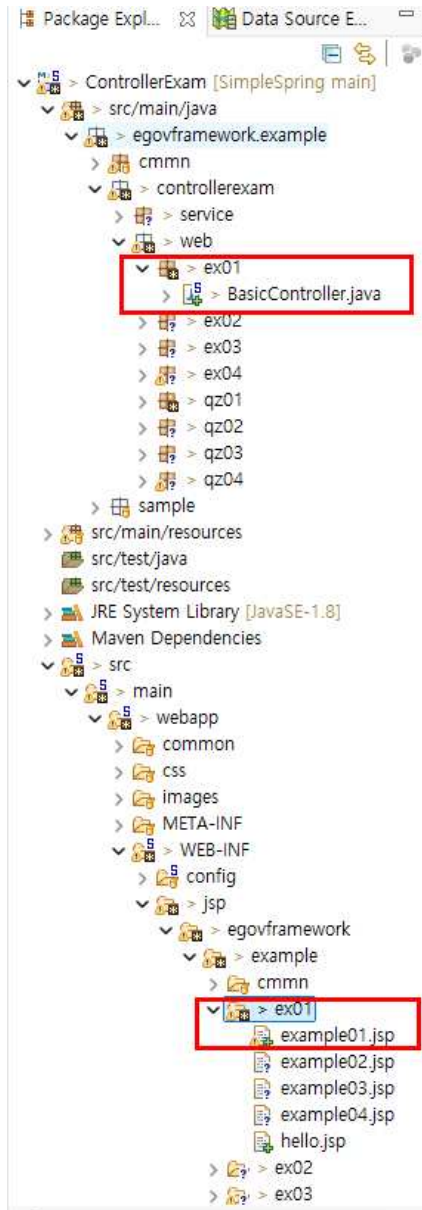 Package Expl... Data Source E...
> ControllerExam [SimpleSpring main]
> src/main/java
> egovframework.example
> cmmn
> controllerexam
> service
> web
> ex01
> BasicController.java
> ex02
> ex03
> ex04
> qz01
> qz02
> qz03
> qz04
sample
src/main/resources
src/test/java
src/test/resources
JRE System Library [JavaSE-1.8]
Maven Dependencies
> src
> main
> webapp
common
css
images
META-INF
> WEB-INF
config
> jsp
> egovframework
> example
cmmn
> ex01
example01.jsp
example02.jsp
example03.jsp
example04.jsp
hello.jsp
> ex02
> ex03